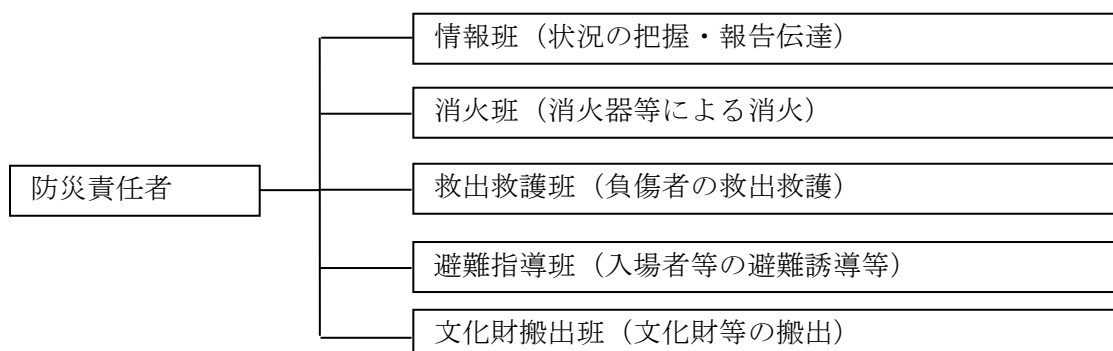 情報班（状況の把握・報告伝達）
消火班（消火器等による消火）
防災責任者
救出救護班（負傷者の救出救護）
避難指導班（入場者等の避難誘導等）
文化財搬出班（文化財等の搬出）